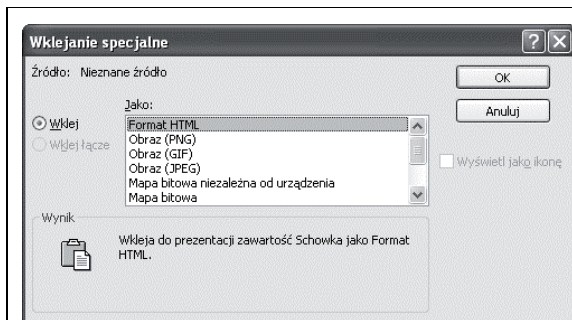 Wklejanie specjalne
Źródło: Nieznane źródło
OK
Anuluj
Jako:
Wklej
Wklej łącze
Format HTML
Obraz (PNG)
Obraz (GIF)
Obraz (JPEG)
Mapa bitowa niezależna od urządzenia
Mapa bitowa
Wyświetl jako ikonę
Wynik
Wkleja do prezentacji zawartość Schowka jako Format
HTML.